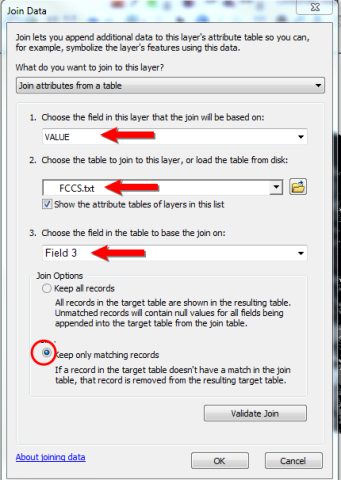 Join Data
Join lets you append additional data to this layer's attribute table so you can,
for example, symbolize the layer's features using this data.
What do you want to join to this layer?
Join attributes from a table
1. Choose the field in this layer that the join will be based on:
VALUE
2. Choose the table to join to this layer, or load the table from disk:
FCCS.txt
Show the attribute tables of layers in this list
3. Choose the field in the table to base the join on:
Field 3
Join Options
Keep all records
All records in the target table are shown in the resulting table.
Unmatched records will contain null values for all fields being
appended into the target table from the join table.
Keep only matching records
If a record in the target table doesn't have a match in the join
table, that record is removed from the resulting target table.
Validate Join
About joining data
OK
Cancel